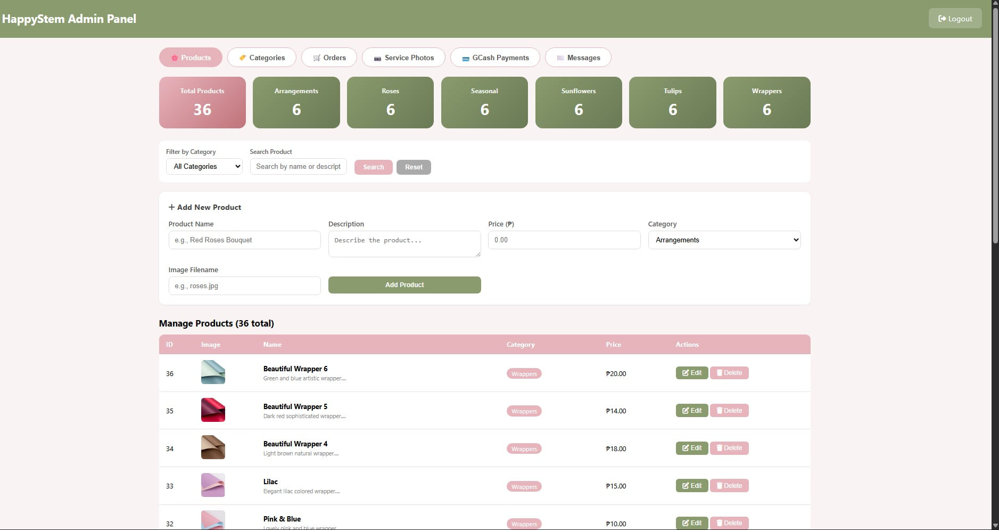 HappyStem Admin Panel
Logout
Products
Categories
Orders
Service Photos
GCash Payments
Messages
Total Products
36
Arrangements
6
Roses
6
Seasonal
6
Sunflowers
6
Tulips
6
Wrappers
6
Filter by Category
Search Product
All Categories
Search by name or descript
Search
Reset
+ Add New Product
Product Name
Description
Price (₱)
Category
e.g., Red Roses Bouquet
Describe the product...
0.00
Arrangements
Image Filename
e.g., roses.jpg
Add Product
Manage Products (36 total)
ID Image Name Category Price Actions
36 Beautiful Wrapper 6 Wrappers ₱20.00 Edit Delete
Green and blue artistic wrapper....
35 Beautiful Wrapper 5 Wrappers ₱14.00 Edit Delete
Dark red sophisticated wrapper....
34 Beautiful Wrapper 4 Wrappers ₱18.00 Edit Delete
Light brown natural wrapper....
33 Lilac Wrappers ₱15.00 Edit Delete
Elegant lilac colored wrapper....
32 Pink & Blue Wrappers ₱10.00 Edit Delete
Lovely pink and blue wrapper